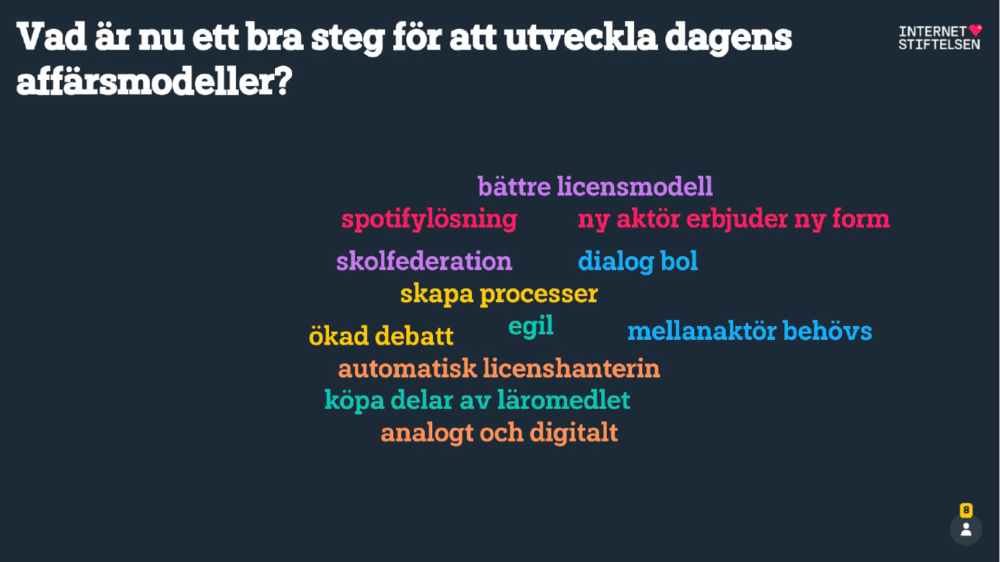 Vad är nu ett bra steg för att utveckla dagens
affärsmodeller?
INTERNET
STIFTELSEN
bättre licensmodell
spotifylösning
ny aktör erbjuder ny form
skolfederation
dialog bol
skapa processer
egil
mellanaktör behövs
ökad debatt
automatisk licenshanterin
köpa delar av läromedlet
analogt och digitalt
8